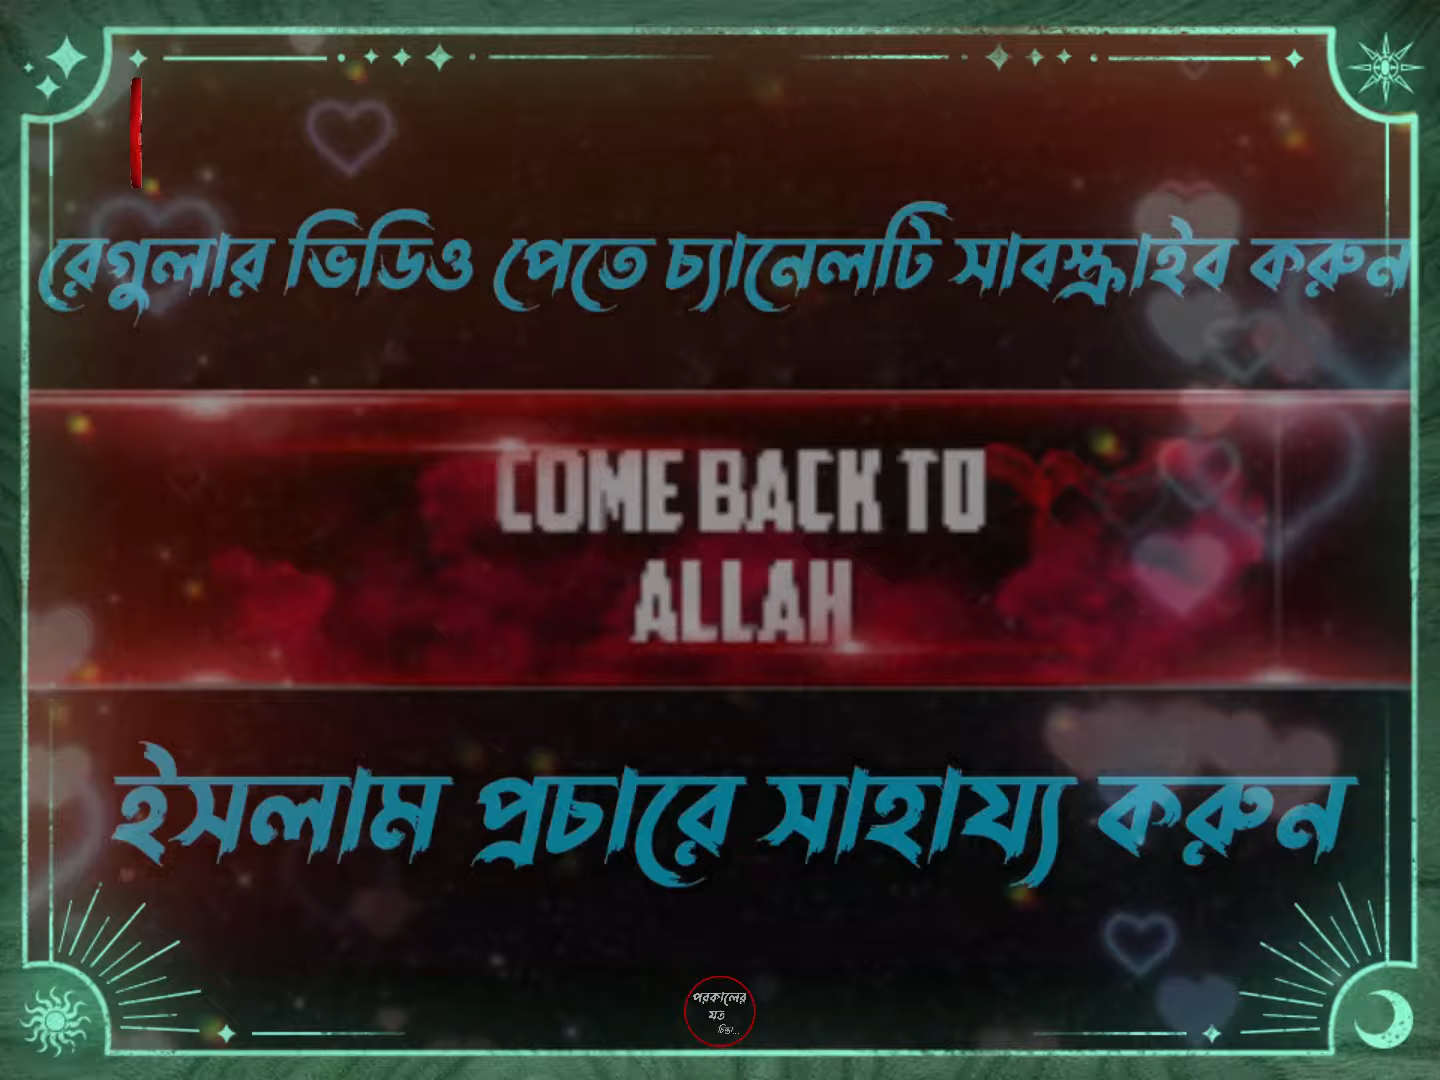 রেগুলার ভিডিও পেতে চ্যানেলটি সাবস্ক্রাইব করুন
COME BACK TO
ALLAH
ইসলাম প্রচারে সাহায্য করুন
পরকালের
যত
চিন্তা...